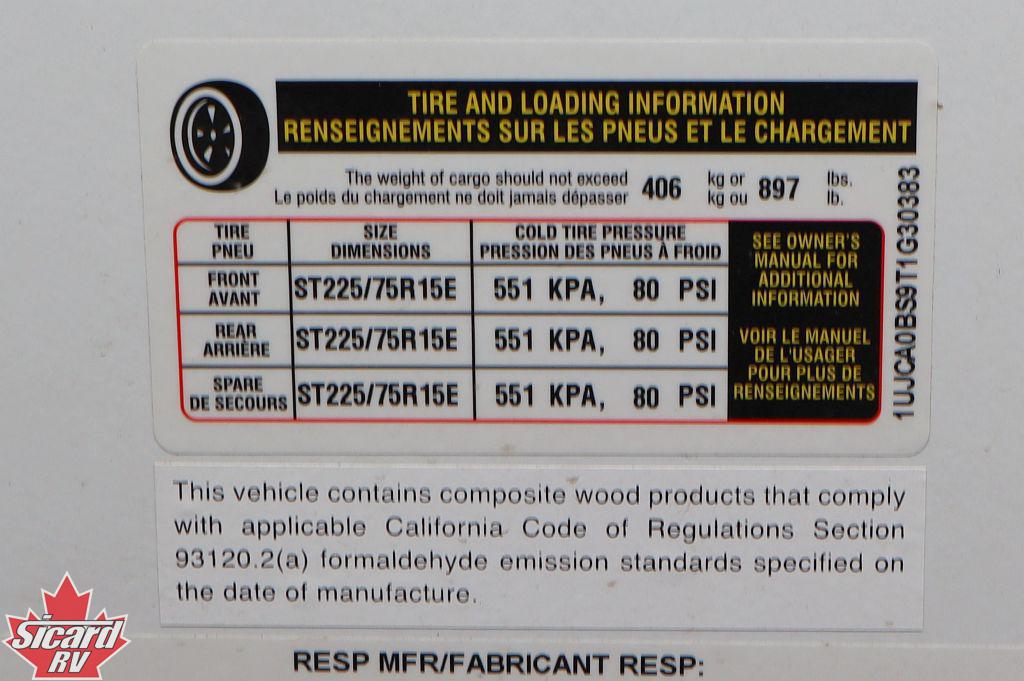 TIRE AND LOADING INFORMATION
RENSEIGNEMENTS SUR LES PNEUS ET LE CHARGEMENT
The weight of cargo should not exceed 406 kg or 897 lbs.
Le poids du chargement ne doit jamais dépasser kg ou lb.
TIRE SIZE COLD TIRE PRESSURE
PNEU DIMENSIONS PRESSION DES PNEUS À FROID
FRONT
AVANT ST225/75R15E 551 KPA, 80 PSI
REAR
ARRIÈRE ST225/75R15E 551 KPA, 80 PSI
SPARE
DE SECOURS ST225/75R15E 551 KPA, 80 PSI
SEE OWNER'S
MANUAL FOR
ADDITIONAL
INFORMATION
VOIR LE MANUEL
DE L'USAGER
POUR PLUS DE
RENSEIGNEMENTS
1UJCA0BS9T1G30383
This vehicle contains composite wood products that comply
with applicable California Code of Regulations Section
93120.2(a) formaldehyde emission standards specified on
the date of manufacture.
Sicard
RV
RESP MFR/FABRICANT RESP: